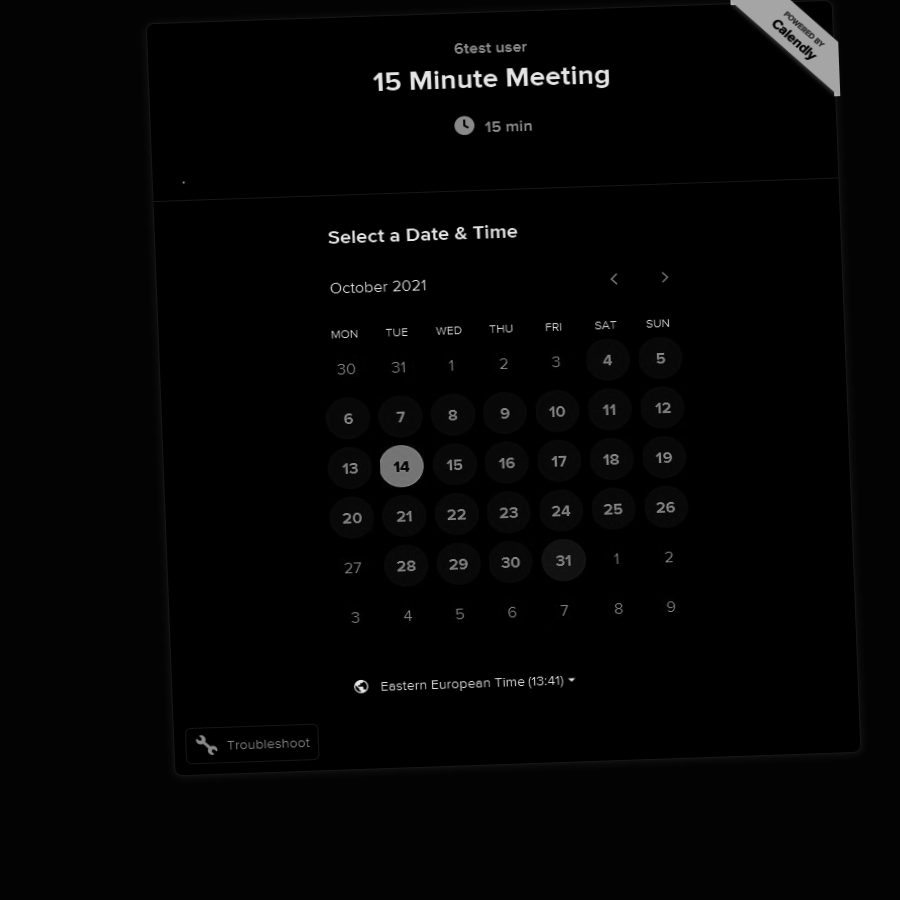 POWERED BY
Calendly
6test user
15 Minute Meeting
15 min
Select a Date & Time
October 2021
MON TUE WED THU FRI SAT SUN
30 31 1 2 3 4 5
6 7 8 9 10 11 12
13 14 15 16 17 18 19
20 21 22 23 24 25 26
27 28 29 30 31 1 2
3 4 5 6 7 8 9
Eastern European Time (13:41)
Troubleshoot